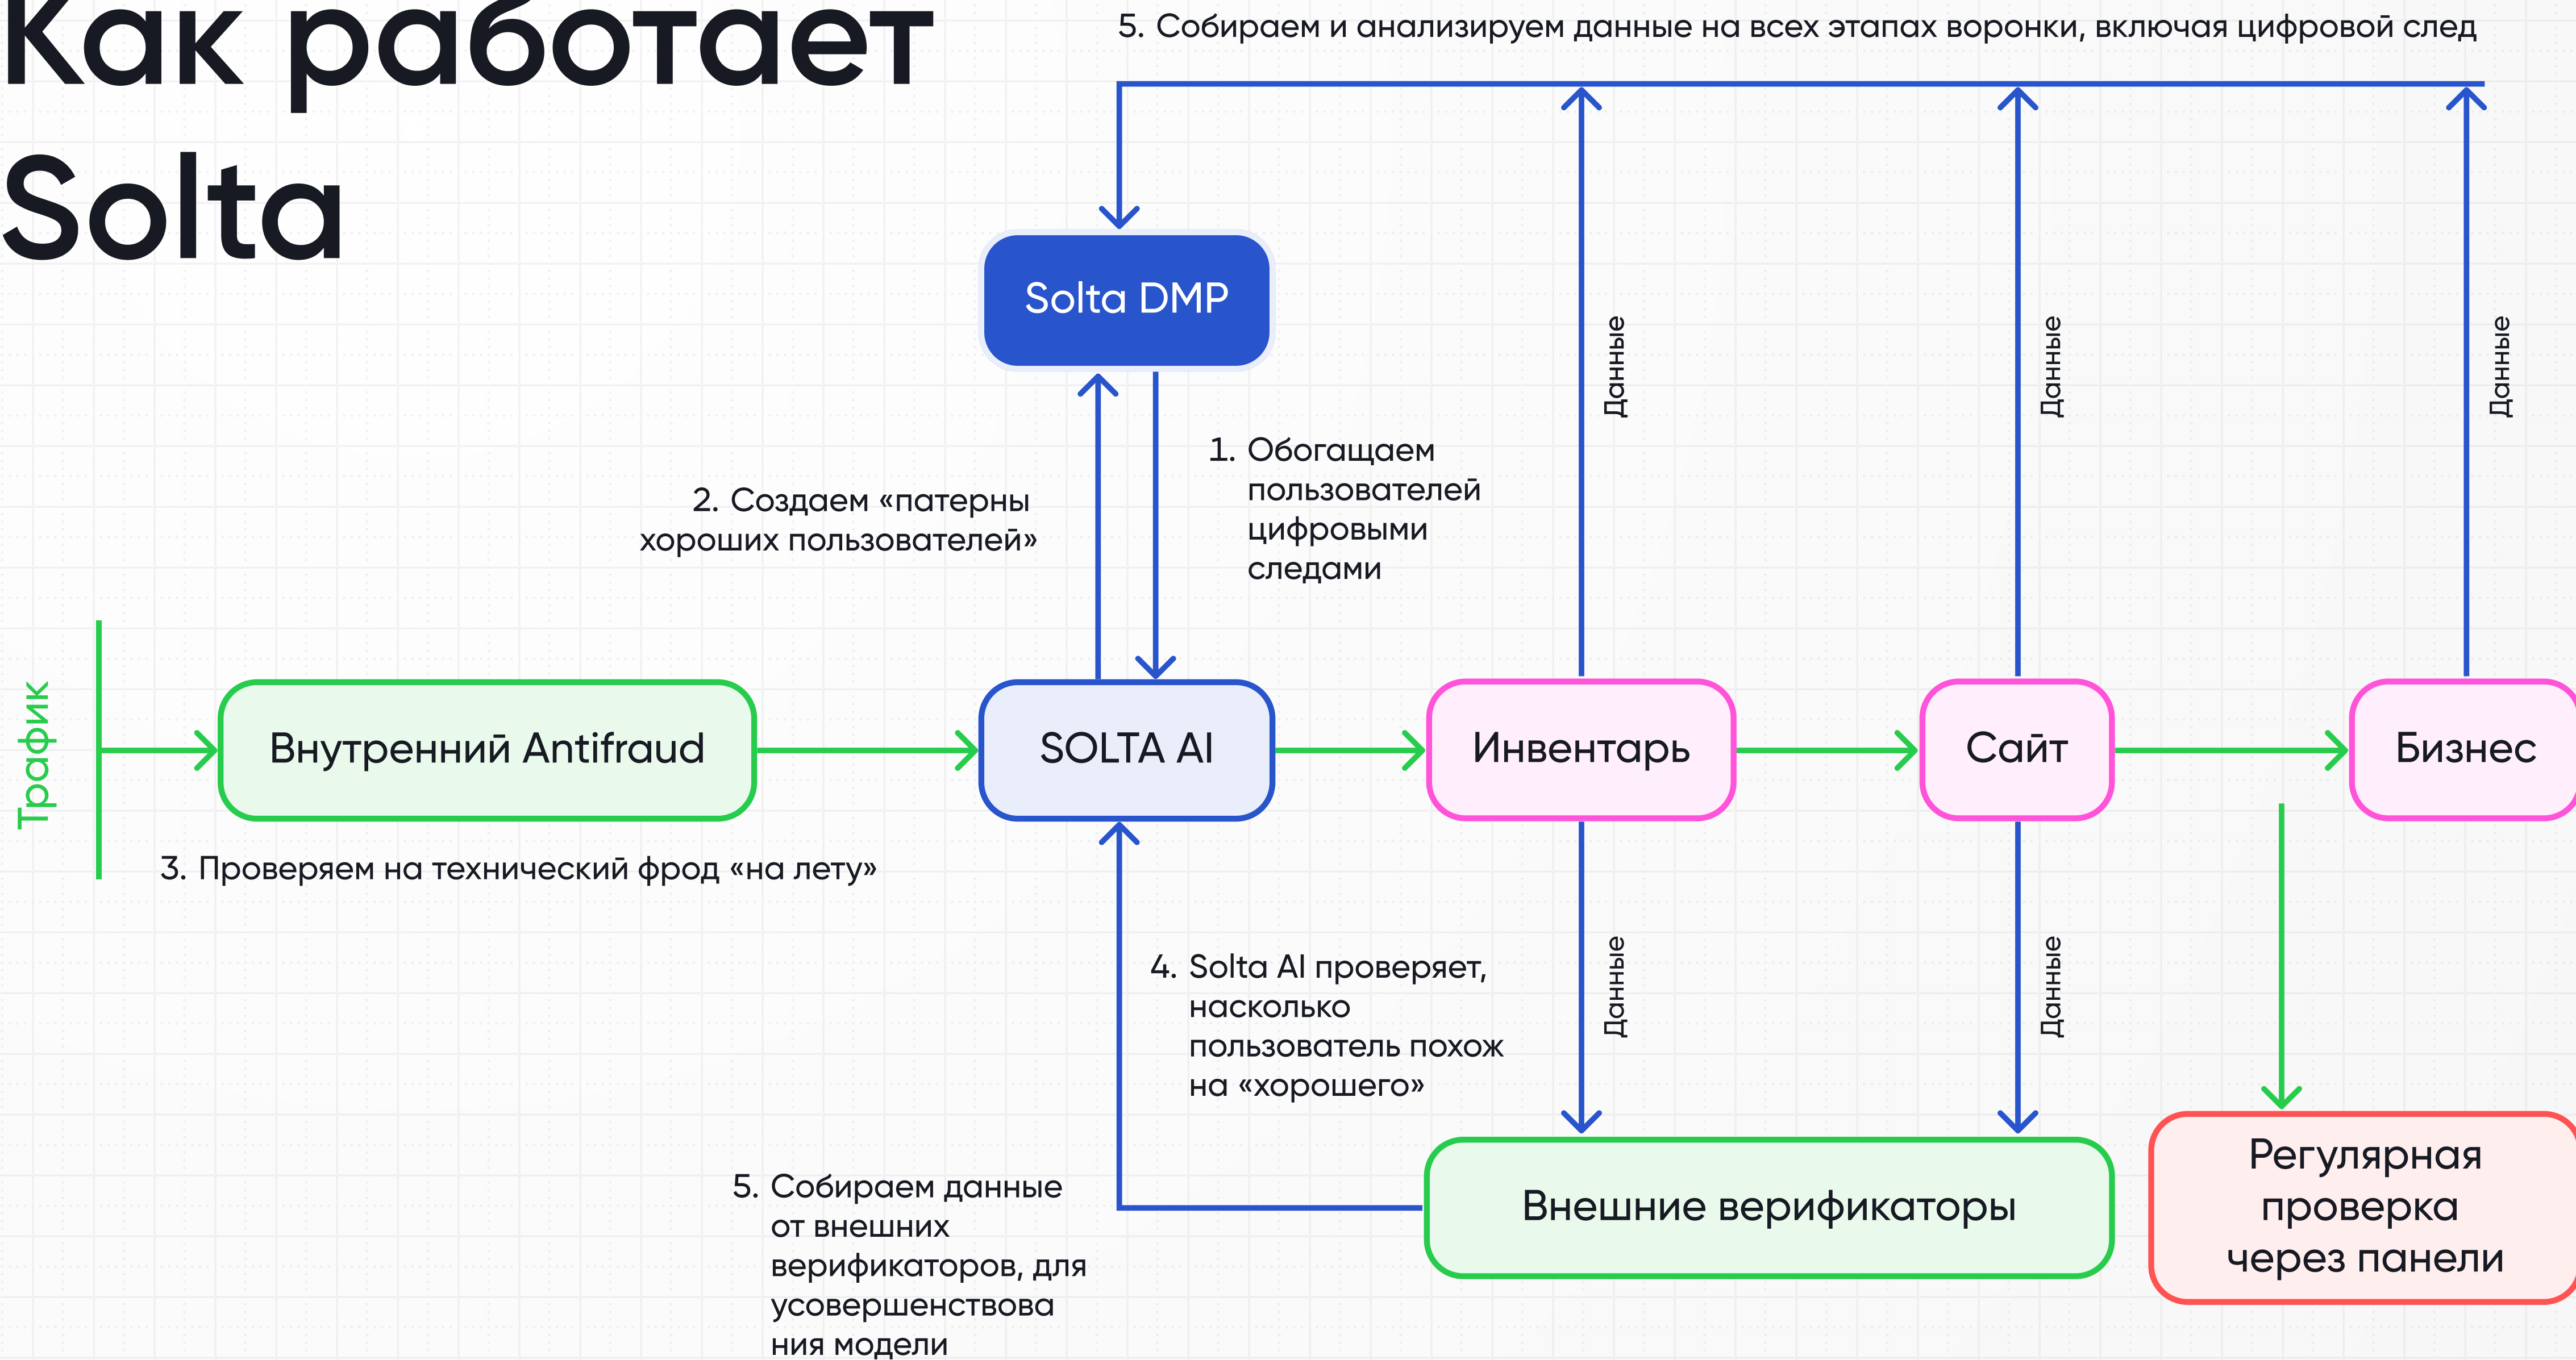 Как работает
Solta
5. Собираем и анализируем данные на всех этапах воронки, включая цифровой след
Solta DMP
Данные
Данные
Данные
1. Обогащаем
пользователей
цифровыми
следами
2. Создаем «патерны
хороших пользователей»
Трафик
Внутренний Antifraud
SOLTA AI
Инвентарь
Сайт
Бизнес
3. Проверяем на технический фрод «на лету»
4. Solta AI проверяет,
насколько
пользователь похож
на «хорошего»
Данные
Данные
5. Собираем данные
от внешних
верификаторов, для
усовершенствова
ния модели
Внешние верификаторы
Регулярная
проверка
через панели